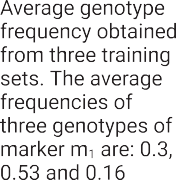 Average genotype
frequency obtained
from three training
sets. The average
frequencies of
three genotypes of
marker m₁ are: 0.3,
0.53 and 0.16